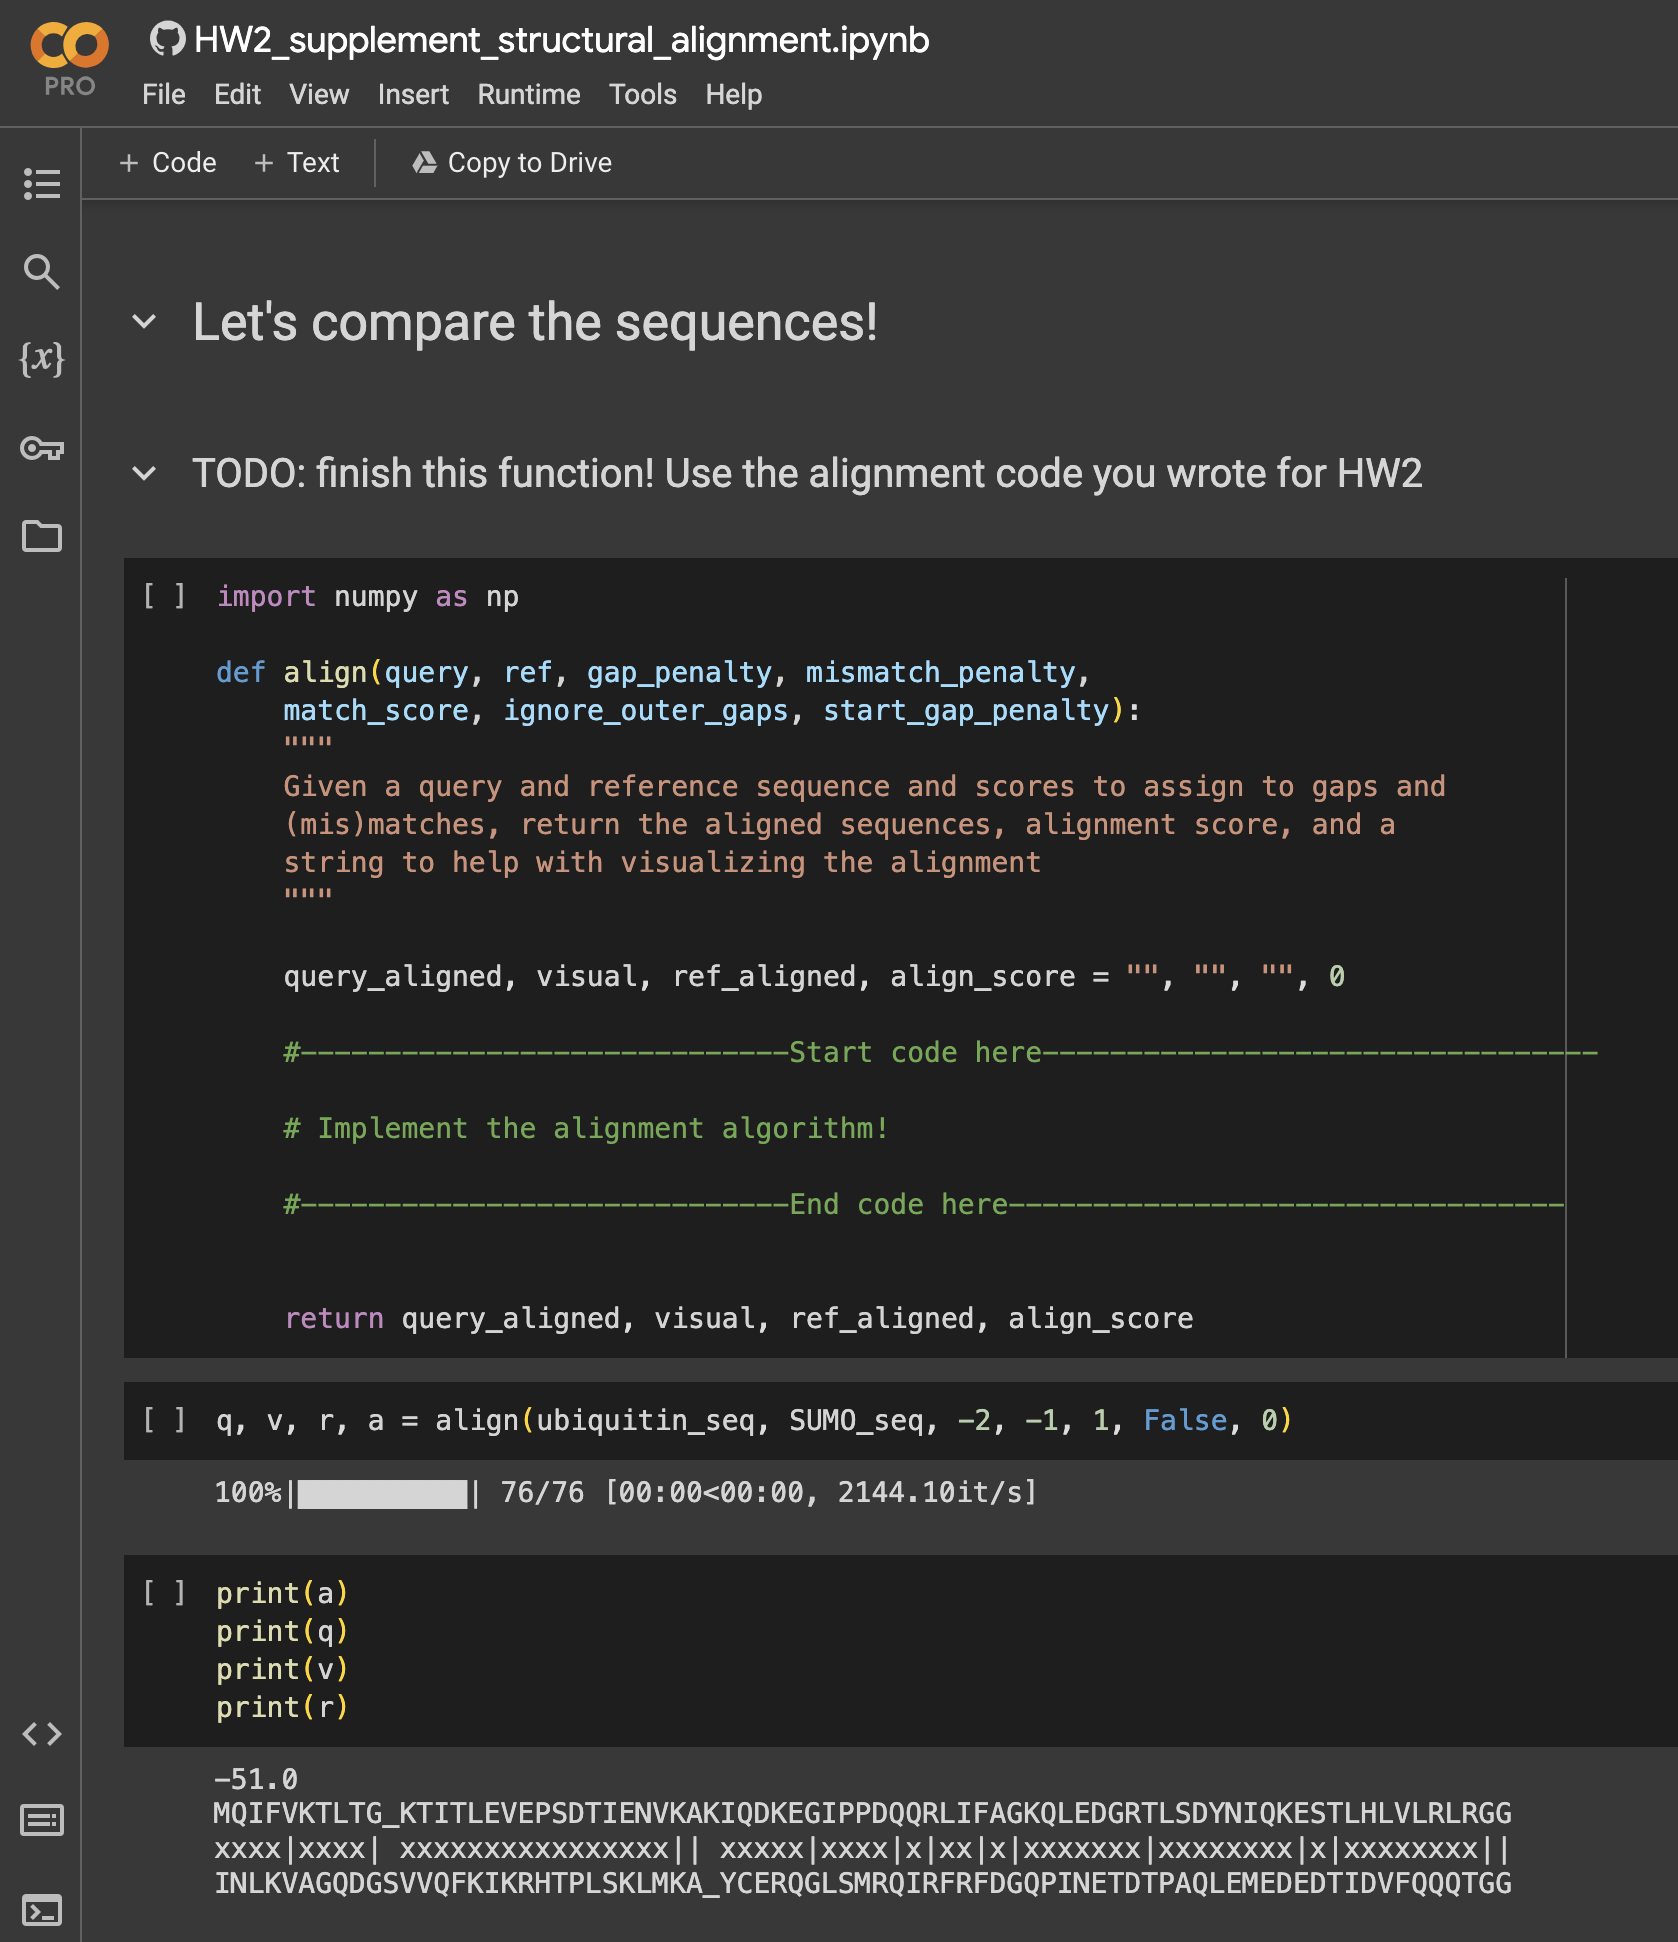 HW2_supplement_structural_alignment.ipynb
PRO
File Edit View Insert Runtime Tools Help
+ Code + Text Copy to Drive
{x}
Let's compare the sequences!
TODO: finish this function! Use the alignment code you wrote for HW2
[ ] import numpy as np
def align(query, ref, gap_penalty, mismatch_penalty,
match_score, ignore_outer_gaps, start_gap_penalty):
"""
Given a query and reference sequence and scores to assign to gaps and
(mis)matches, return the aligned sequences, alignment score, and a
string to help with visualizing the alignment
"""
query_aligned, visual, ref_aligned, align_score = "", "", "", 0
#-----------------------------Start code here---------------------------------
# Implement the alignment algorithm!
#-----------------------------End code here---------------------------------
return query_aligned, visual, ref_aligned, align_score
[ ] q, v, r, a = align(ubiquitin_seq, SUMO_seq, -2, -1, 1, False, 0)
100%|██████████| 76/76 [00:00<00:00, 2144.10it/s]
[ ] print(a)
print(q)
print(v)
print(r)
-51.0
MQIFVKTLTG_KTITLEVEPSDTIENVKAKIQDKEGIPPDQQRLIFAGKQLEDGRTLSDYNIQKESTLHLVLRLRGG
xxxx|xxxx| xxxxxxxxxxxxxxxx|| xxxxx|xxxx|x|xx|x|xxxxxxx|xxxxxxxx|x|xxxxxxxx||
INLKVAGQDGSVVQFKIKRHTPLSKLMKA_YCERQGLSMRQIRFRFDGQPINETDTPAQLEMEDEDTIDVFQQQTGG